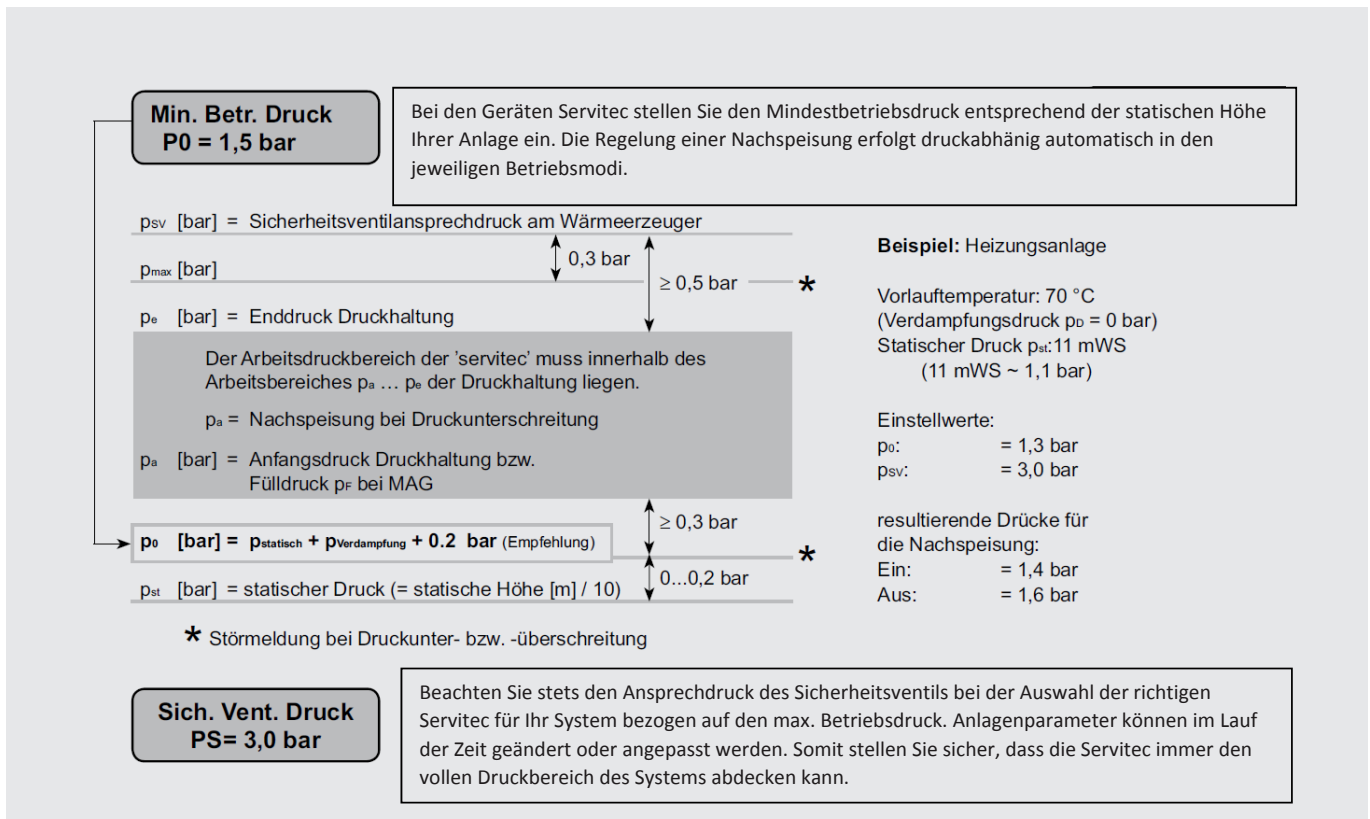 Min. Betr. Druck
P0 = 1,5 bar
Bei den Geräten Servitec stellen Sie den Mindestbetriebsdruck entsprechend der statischen Höhe
Ihrer Anlage ein. Die Regelung einer Nachspeisung erfolgt druckabhänig automatisch in den
jeweiligen Betriebsmodi.
pSV [bar] = Sicherheitsventilansprechdruck am Wärmeerzeuger
0,3 bar
pmax [bar]
≥ 0,5 bar
*
pe [bar] = Enddruck Druckhaltung
Der Arbeitsdruckbereich der 'servitec' muss innerhalb des
Arbeitsbereiches pa ... pe der Druckhaltung liegen.
pa = Nachspeisung bei Druckunterschreitung
pa [bar] = Anfangsdruck Druckhaltung bzw.
Fülldruck pF bei MAG
≥ 0,3 bar
p0 [bar] = pstatisch + pVerdampfung + 0.2 bar (Empfehlung)
*
0...0,2 bar
pst [bar] = statischer Druck (= statische Höhe [m] / 10)
* Störmeldung bei Druckunter- bzw. -überschreitung
Beispiel: Heizungsanlage
Vorlauftemperatur: 70 °C
(Verdampfungsdruck pD = 0 bar)
Statischer Druck pst:11 mWS
(11 mWS ~ 1,1 bar)
Einstellwerte:
p0: = 1,3 bar
pSV: = 3,0 bar
resultierende Drücke für
die Nachspeisung:
Ein: = 1,4 bar
Aus: = 1,6 bar
Sich. Vent. Druck
PS= 3,0 bar
Beachten Sie stets den Ansprechdruck des Sicherheitsventils bei der Auswahl der richtigen
Servitec für Ihr System bezogen auf den max. Betriebsdruck. Anlagenparameter können im Lauf
der Zeit geändert oder angepasst werden. Somit stellen Sie sicher, dass die Servitec immer den
vollen Druckbereich des Systems abdecken kann.